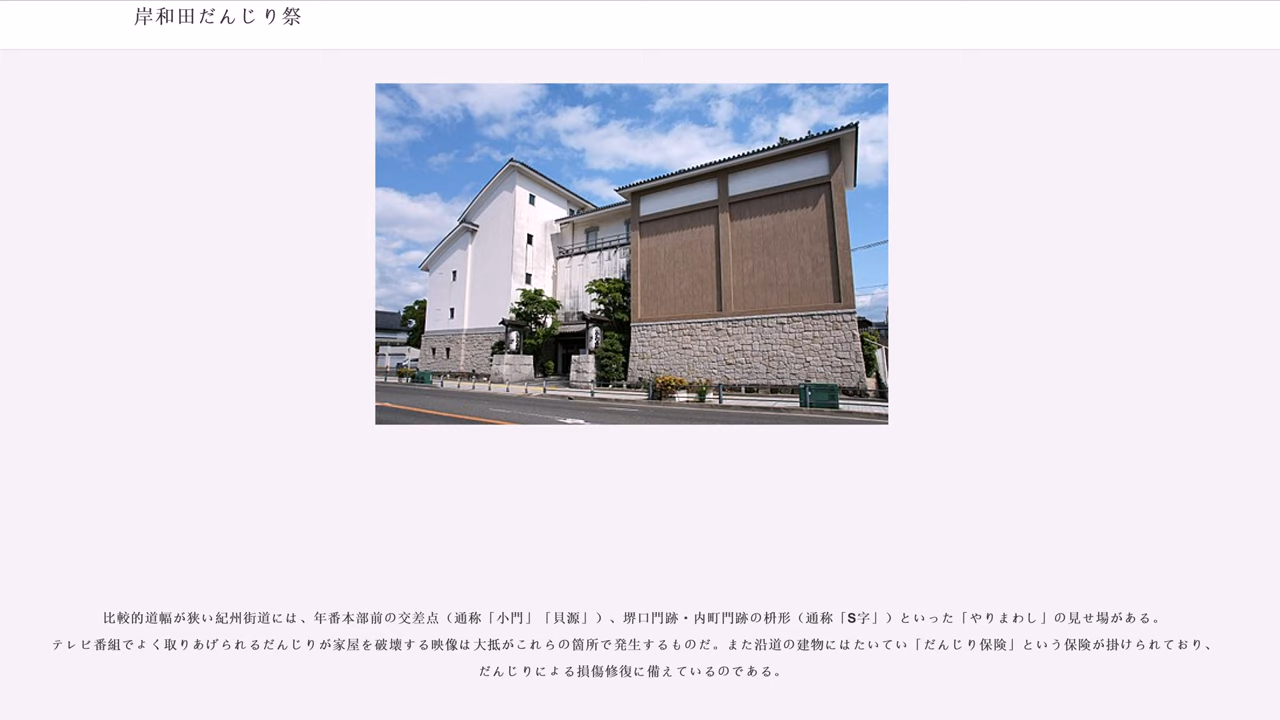 岸和田だんじり祭
比較的道幅が狭い紀州街道には、年番本部前の交差点（通称「小門」「貝源」）、堺口門跡・内町門跡の枡形（通称「S字」）といった「やりまわし」の見せ場がある。
テレビ番組でよく取りあげられるだんじりが家屋を破壊する映像は大抵がこれらの箇所で発生するものだ。また沿道の建物にはたいてい「だんじり保険」という保険が掛けられており、
だんじりによる損傷修復に備えているのである。